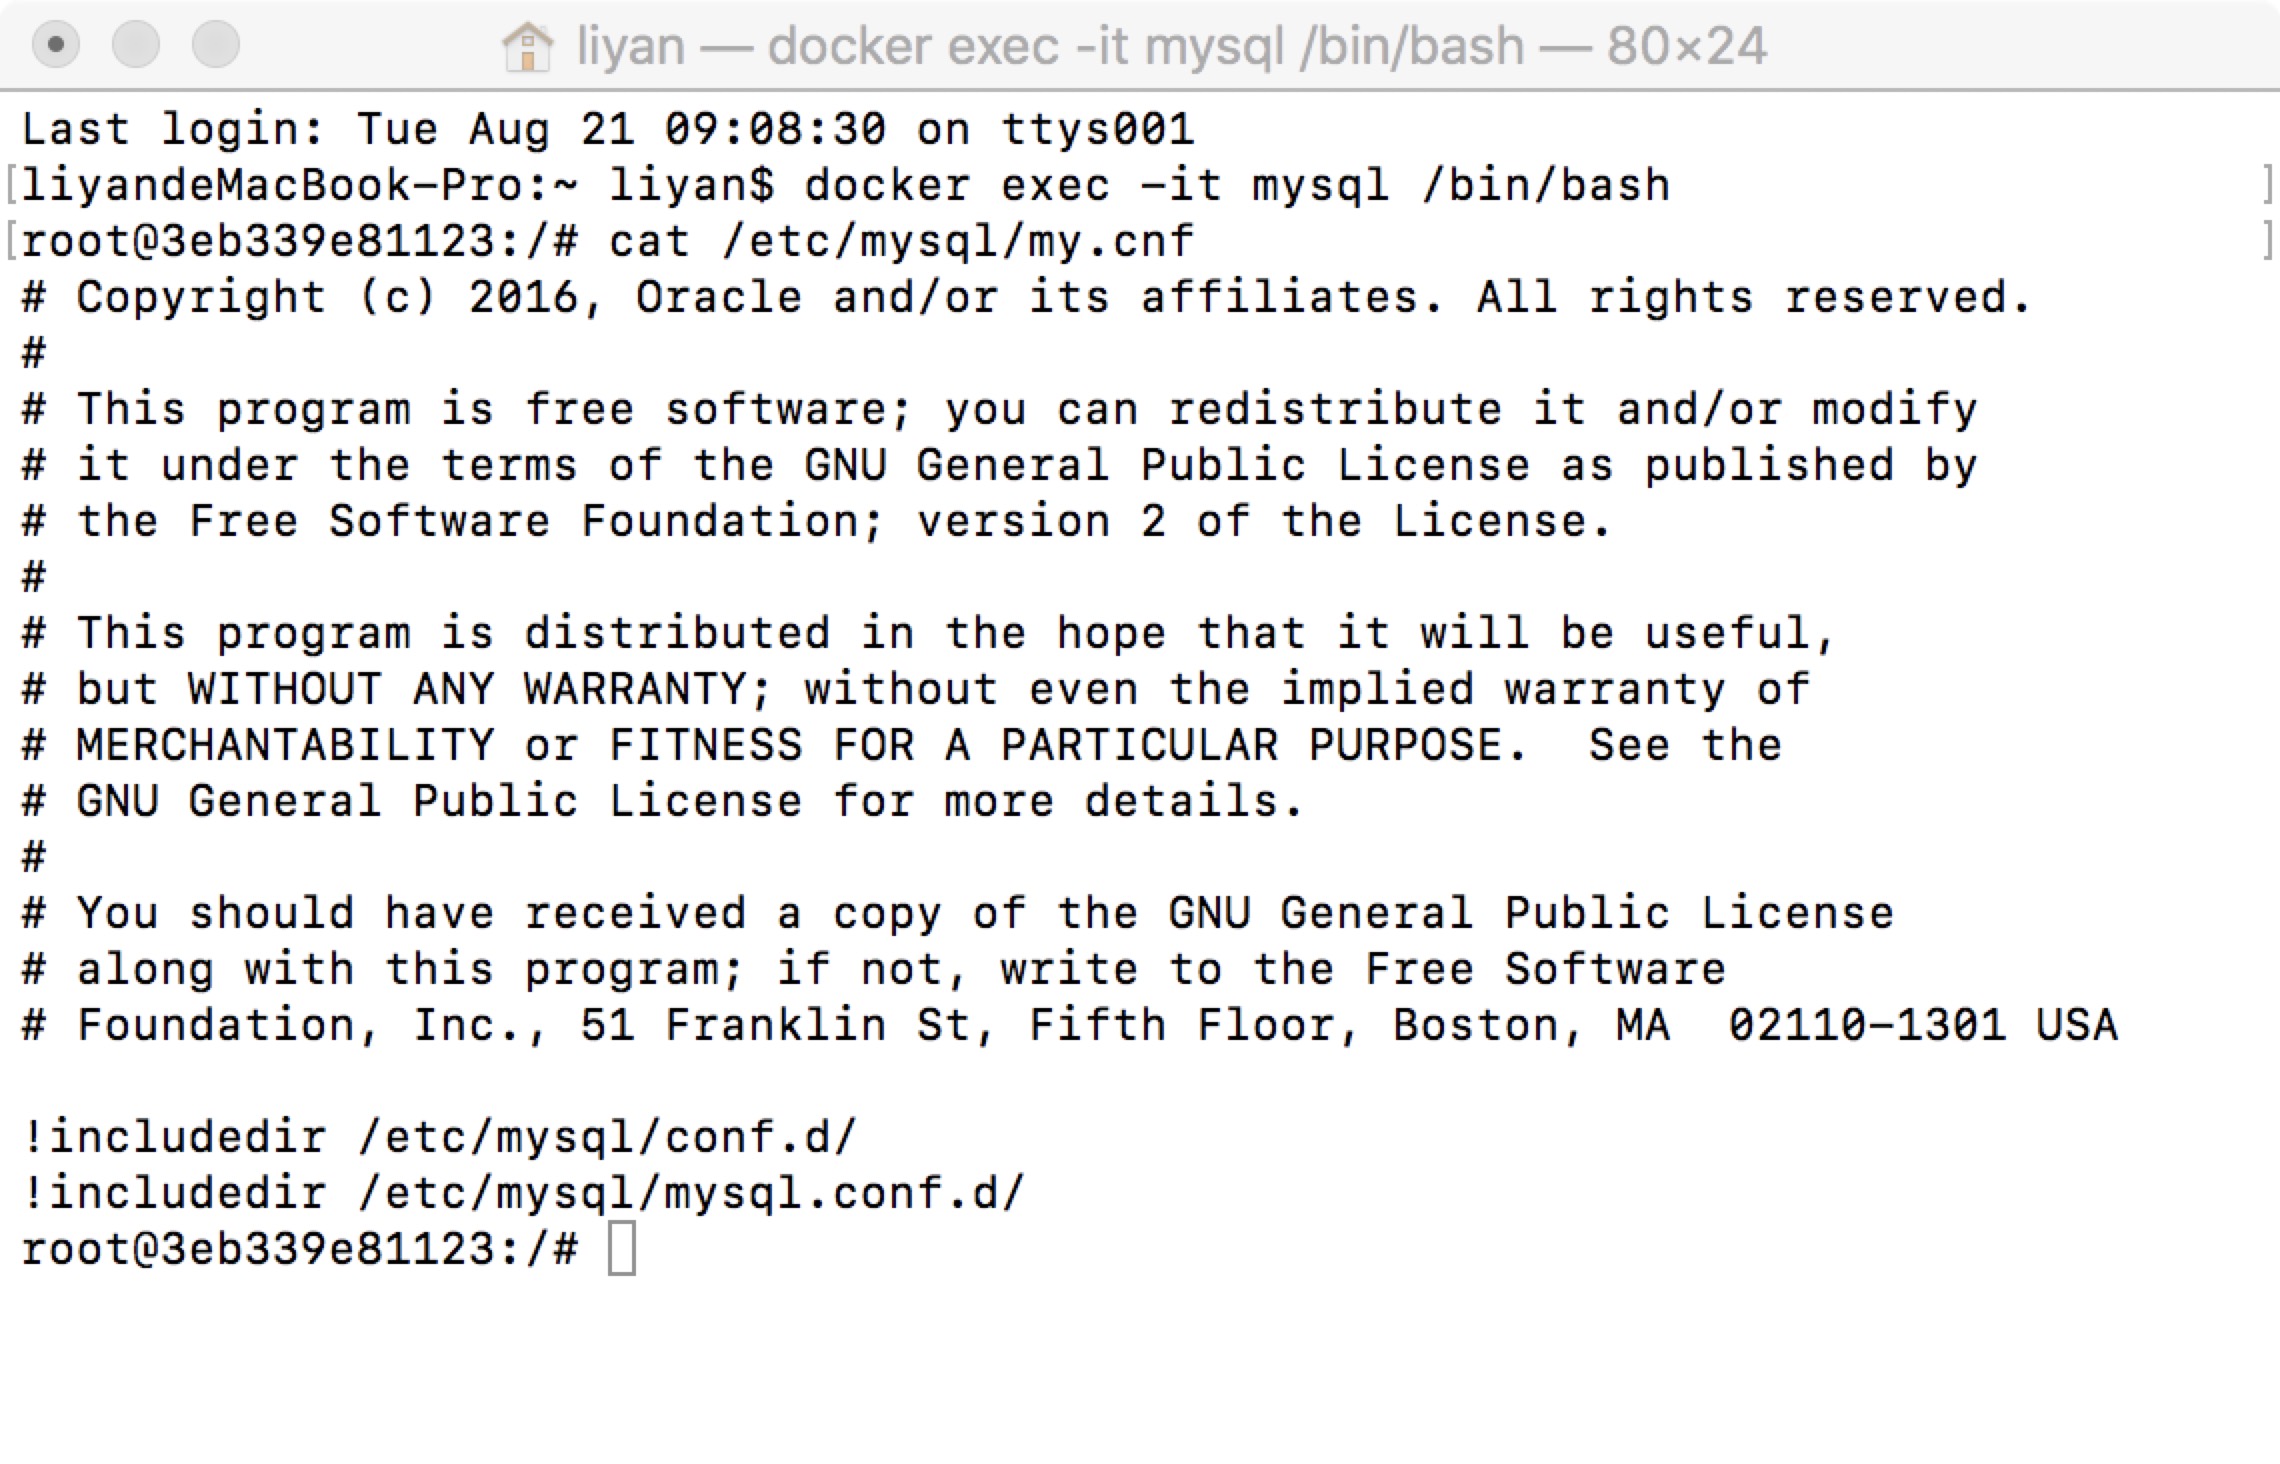 liyan — docker exec -it mysql /bin/bash — 80×24
Last login: Tue Aug 21 09:08:30 on ttys001
[liyandeMacBook-Pro:~ liyan$ docker exec -it mysql /bin/bash ]
[root@3eb339e81123:/# cat /etc/mysql/my.cnf ]
# Copyright (c) 2016, Oracle and/or its affiliates. All rights reserved.
#
# This program is free software; you can redistribute it and/or modify
# it under the terms of the GNU General Public License as published by
# the Free Software Foundation; version 2 of the License.
#
# This program is distributed in the hope that it will be useful,
# but WITHOUT ANY WARRANTY; without even the implied warranty of
# MERCHANTABILITY or FITNESS FOR A PARTICULAR PURPOSE.  See the
# GNU General Public License for more details.
#
# You should have received a copy of the GNU General Public License
# along with this program; if not, write to the Free Software
# Foundation, Inc., 51 Franklin St, Fifth Floor, Boston, MA  02110-1301 USA

!includedir /etc/mysql/conf.d/
!includedir /etc/mysql/mysql.conf.d/
root@3eb339e81123:/#